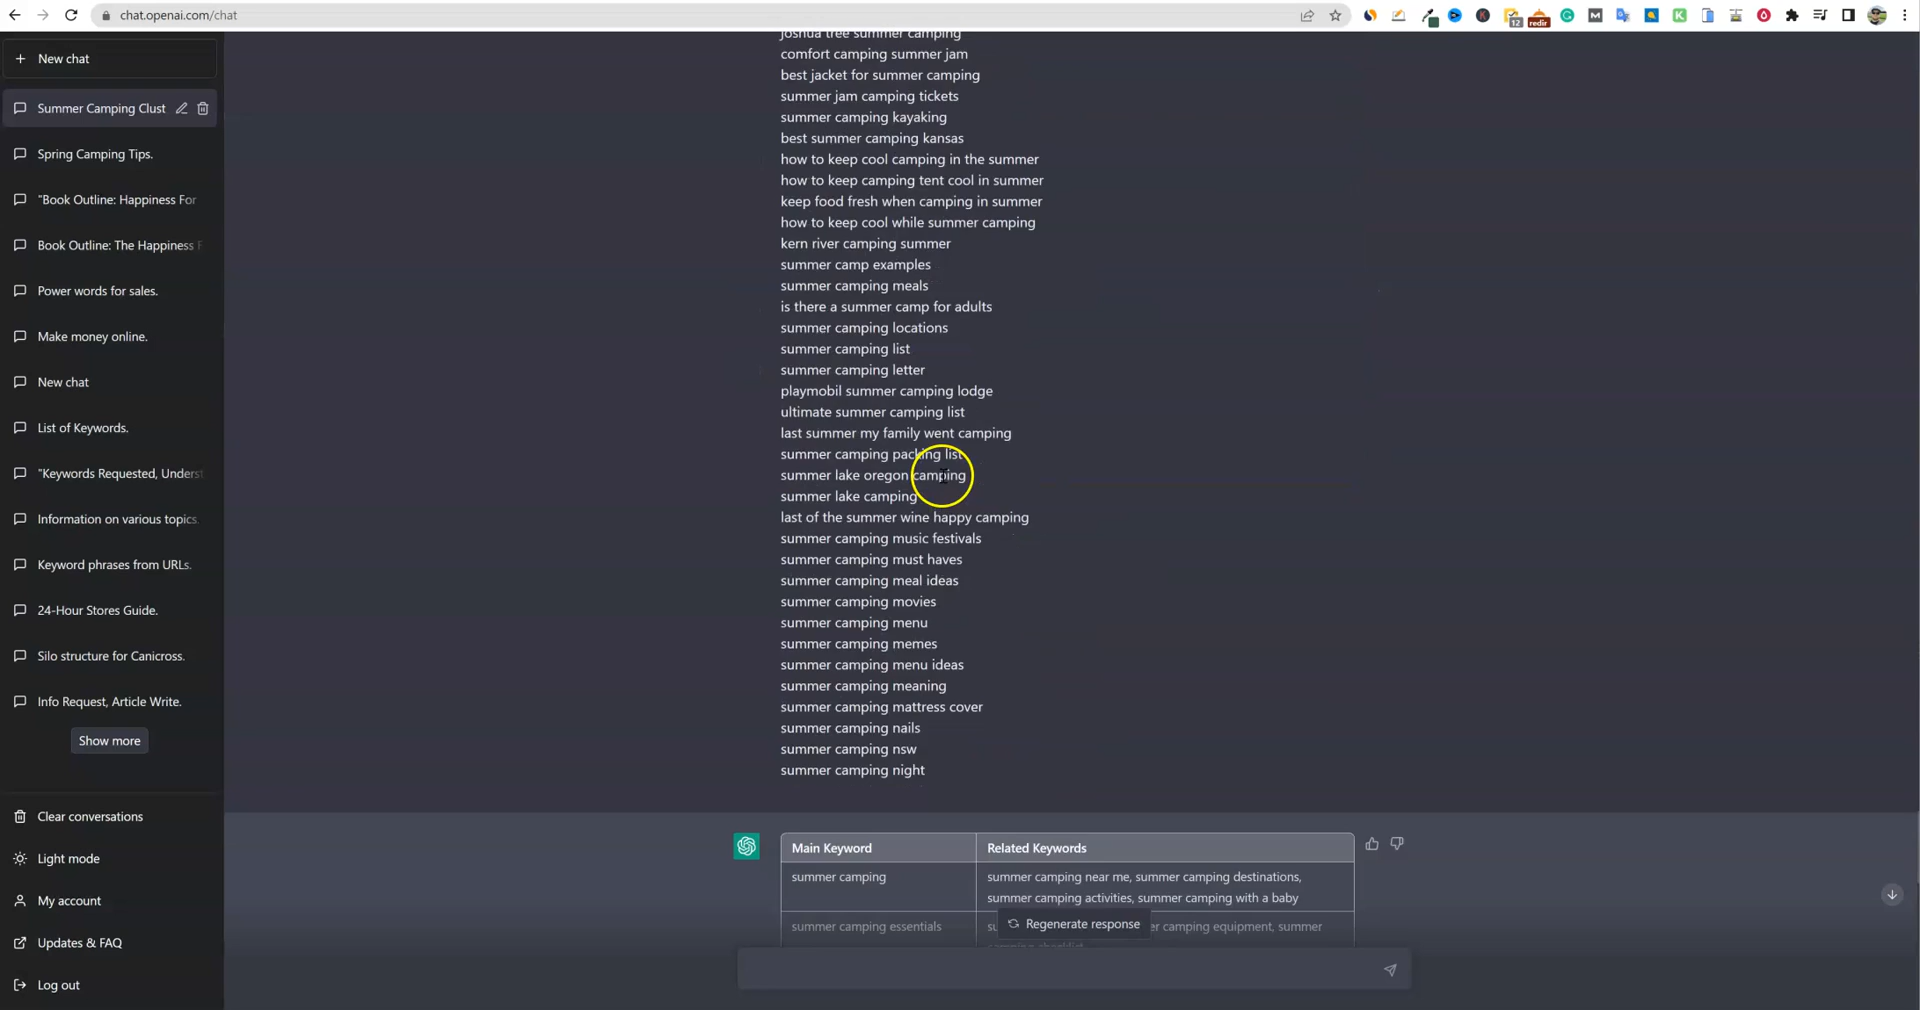 chat.openai.com/chat
12
redir
New chat
Summer Camping Clust
Spring Camping Tips.
"Book Outline: Happiness For
Book Outline: The Happiness F
Power words for sales.
Make money online.
New chat
List of Keywords.
"Keywords Requested, Underst
Information on various topics.
Keyword phrases from URLs.
24-Hour Stores Guide.
Silo structure for Canicross.
Info Request, Article Write.
Show more
Clear conversations
Light mode
My account
Updates & FAQ
Log out
joshua tree summer camping
comfort camping summer jam
best jacket for summer camping
summer jam camping tickets
summer camping kayaking
best summer camping kansas
how to keep cool camping in the summer
how to keep camping tent cool in summer
keep food fresh when camping in summer
how to keep cool while summer camping
kern river camping summer
summer camp examples
summer camping meals
is there a summer camp for adults
summer camping locations
summer camping list
summer camping letter
playmobil summer camping lodge
ultimate summer camping list
last summer my family went camping
summer camping packing list
summer lake oregon camping
summer lake camping
last of the summer wine happy camping
summer camping music festivals
summer camping must haves
summer camping meal ideas
summer camping movies
summer camping menu
summer camping memes
summer camping menu ideas
summer camping meaning
summer camping mattress cover
summer camping nails
summer camping nsw
summer camping night
Main Keyword
Related Keywords
summer camping
summer camping near me, summer camping destinations,
summer camping activities, summer camping with a baby
summer camping essentials
er camping equipment, summer
Regenerate response